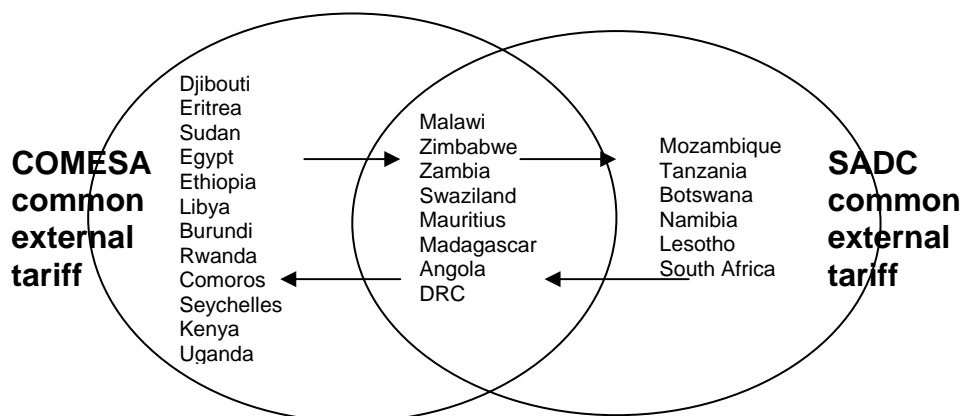 COMESA
common
external
tariff
Djibouti
Eritrea
Sudan
Egypt
Ethiopia
Libya
Burundi
Rwanda
Comoros
Seychelles
Kenya
Uganda
Malawi
Zimbabwe
Zambia
Swaziland
Mauritius
Madagascar
Angola
DRC
Mozambique
Tanzania
Botswana
Namibia
Lesotho
South Africa
SADC
common
external
tariff